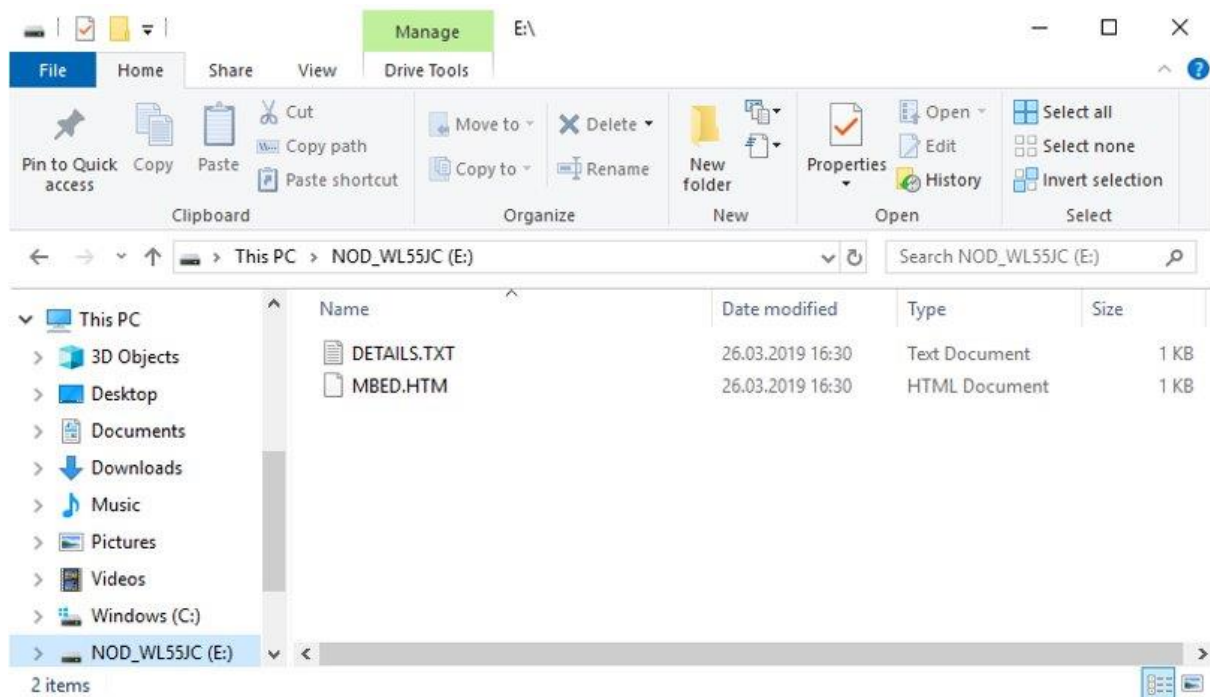 Manage E:\
File Home Share View Drive Tools
Pin to Quick access
Copy
Paste
Cut
Copy path
Paste shortcut
Clipboard
Move to
Copy to
Delete
Rename
Organize
New folder
New
Properties
Open
Edit
History
Open
Select all
Select none
Invert selection
Select
This PC > NOD_WL55JC (E:)
Search NOD_WL55JC (E:)
This PC
3D Objects
Desktop
Documents
Downloads
Music
Pictures
Videos
Windows (C:)
NOD_WL55JC (E:)
Name Date modified Type Size
DETAILS.TXT 26.03.2019 16:30 Text Document 1 KB
MBED.HTM 26.03.2019 16:30 HTML Document 1 KB
2 items